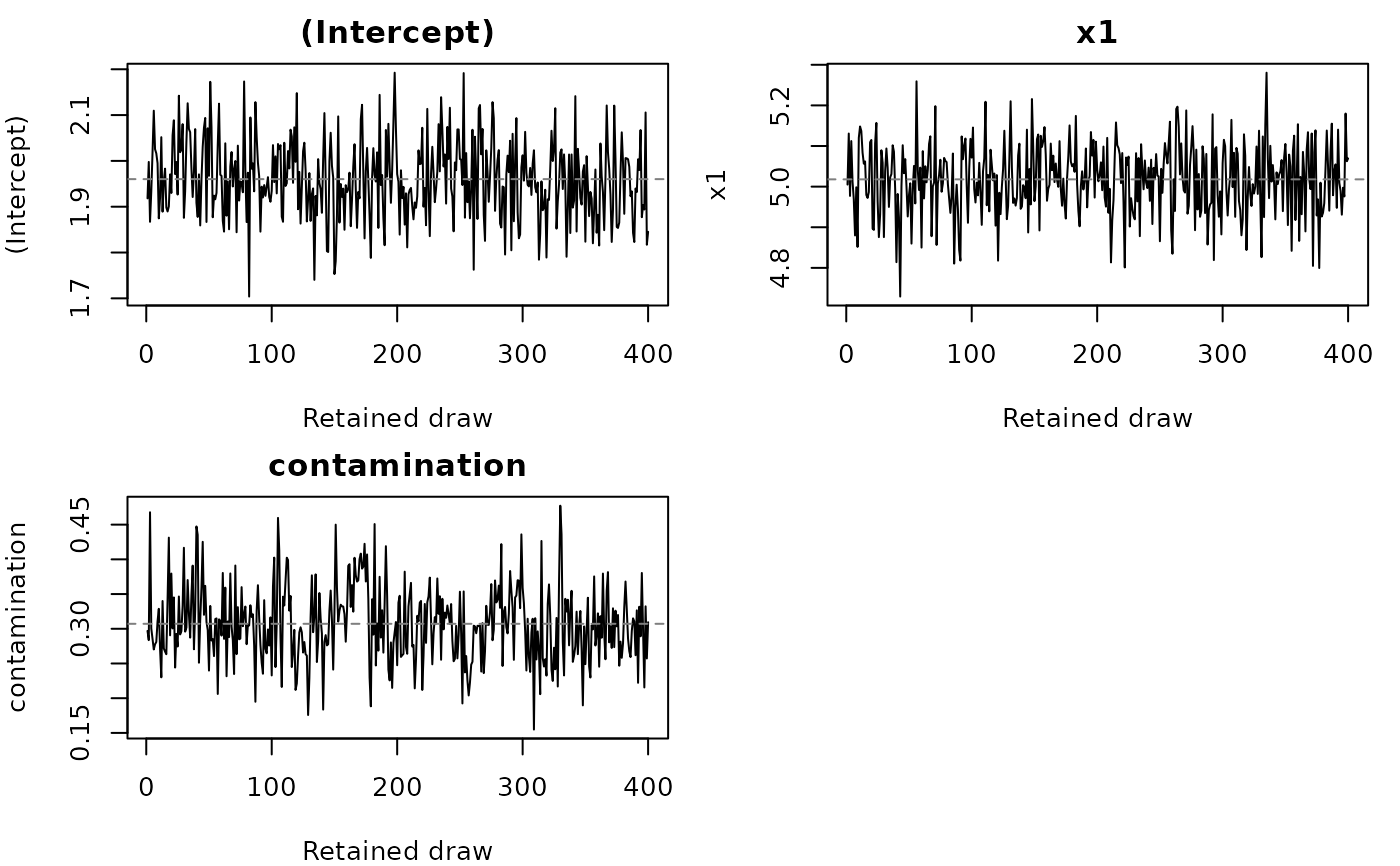 (Intercept)
(Intercept)
1.7 1.9 2.1
0 100 200 300 400
Retained draw
x1
x1
4.8 5.0 5.2
0 100 200 300 400
Retained draw
contamination
contamination
0.15 0.30 0.45
0 100 200 300 400
Retained draw